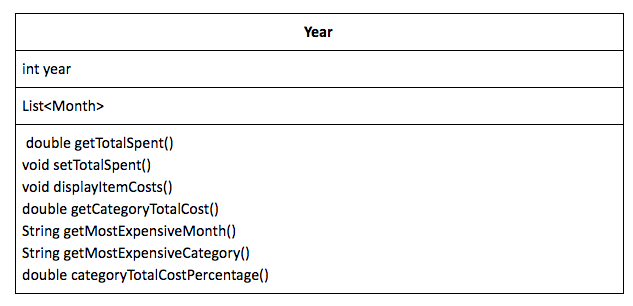 Year
int year
List<Month>
double getTotalSpent()
void setTotalSpent()
void displayItemCosts()
double getCategoryTotalCost()
String getMostExpensiveMonth()
String getMostExpensiveCategory()
double categoryTotalCostPercentage()